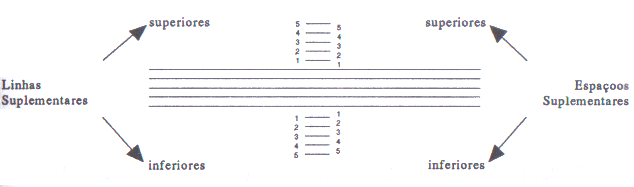 superiores
superiores
5
4
3
2
1
5
4
3
2
1
Linhas
Suplementares
Espaçoos
Suplementares
1
2
3
4
5
1
2
3
4
5
inferiores
inferiores